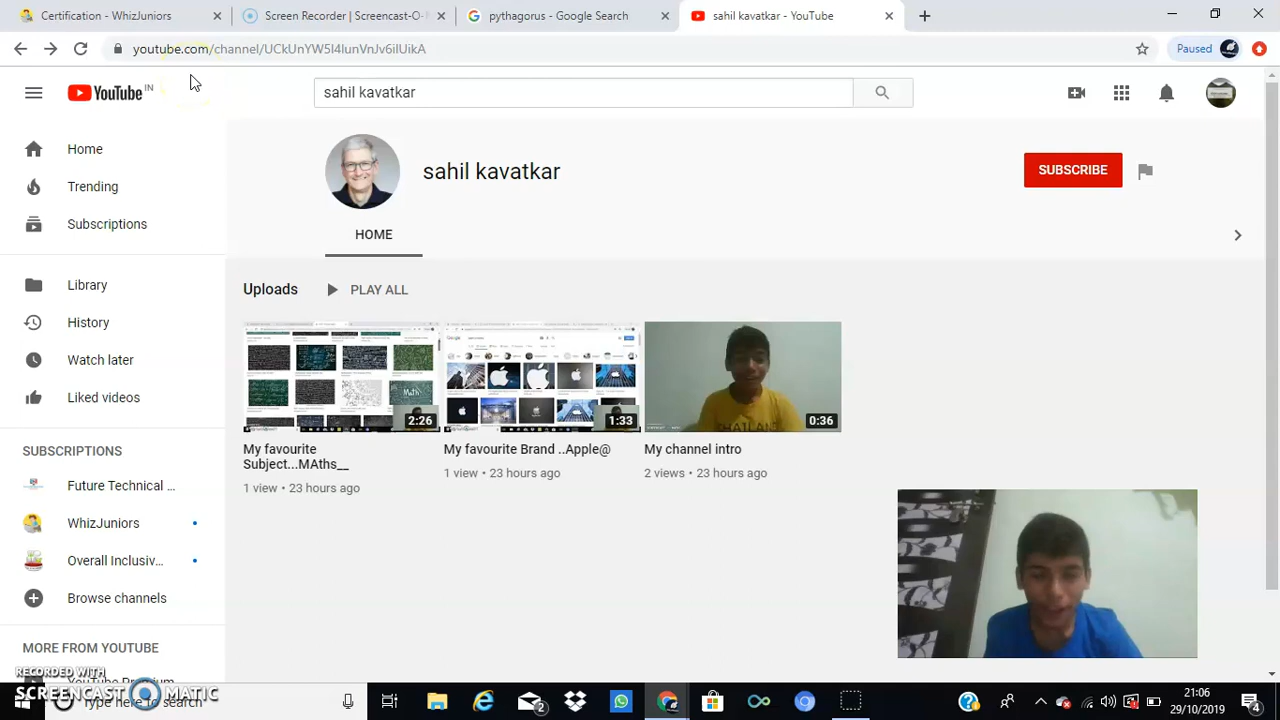 Certification - WhizJuniors
Screen Recorder | Screencast-O
pythagorus - Google Search
sahil kavatkar - YouTube
youtube.com/channel/UCkUnYW5I4lunVnJv6ilUikA
Paused
YouTube IN
sahil kavatkar
Home
Trending
Subscriptions
Library
History
Watch later
Liked videos
SUBSCRIPTIONS
Future Technical ...
WhizJuniors
Overall Inclusiv...
Browse channels
MORE FROM YOUTUBE
YouTube Premium
sahil kavatkar
SUBSCRIBE
HOME
Uploads
PLAY ALL
2:26
1:33
0:36
My favourite
Subject...MAths__
1 view • 23 hours ago
My favourite Brand ..Apple@
1 view • 23 hours ago
My channel intro
2 views • 23 hours ago
RECORDED WITH
SCREENCAST MATIC
Type here to search
2
21:06
29/10/2019
4